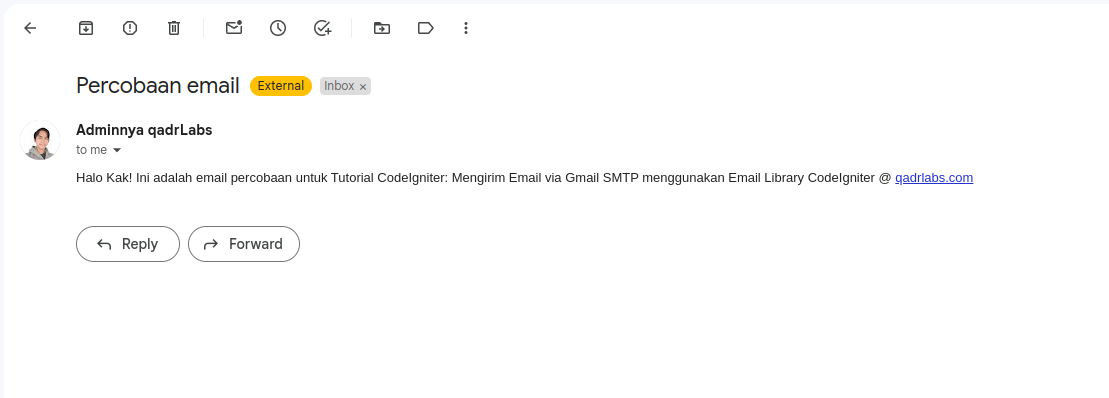 Percobaan email External Inbox ×
Adminnya qadrLabs
to me
Halo Kak! Ini adalah email percobaan untuk Tutorial CodeIgniter: Mengirim Email via Gmail SMTP menggunakan Email Library CodeIgniter @ qadrlabs.com
Reply Forward